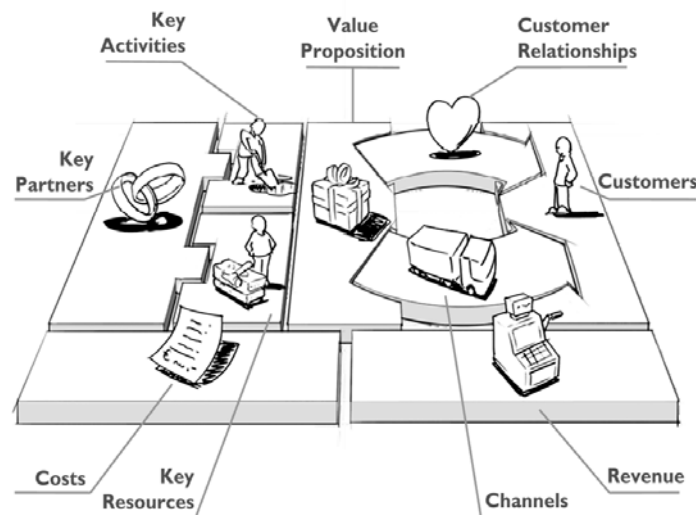 Key
Activities
Value
Proposition
Customer
Relationships
Key
Partners
Customers
Costs
Key
Resources
Channels
Revenue